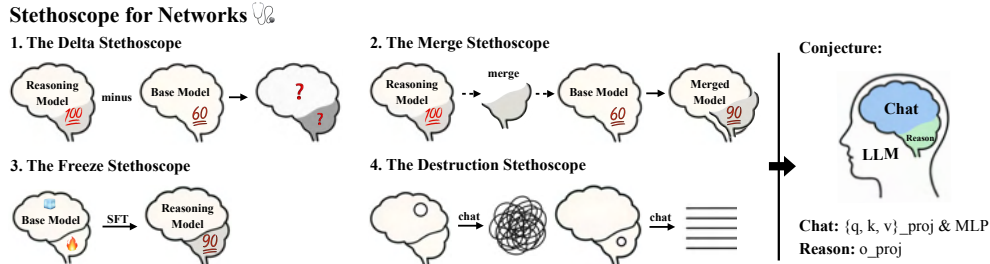 Stethoscope for Networks
1. The Delta Stethoscope
Reasoning
Model
100
minus
Base Model
60
?
?
2. The Merge Stethoscope
Reasoning
Model
100
merge
Base Model
60
Merged
Model
90
3. The Freeze Stethoscope
Base Model
SFT
Reasoning
Model
90
4. The Destruction Stethoscope
chat
chat
Conjecture:
Chat
Reason
LLM
Chat: {q, k, v}_proj & MLP
Reason: o_proj